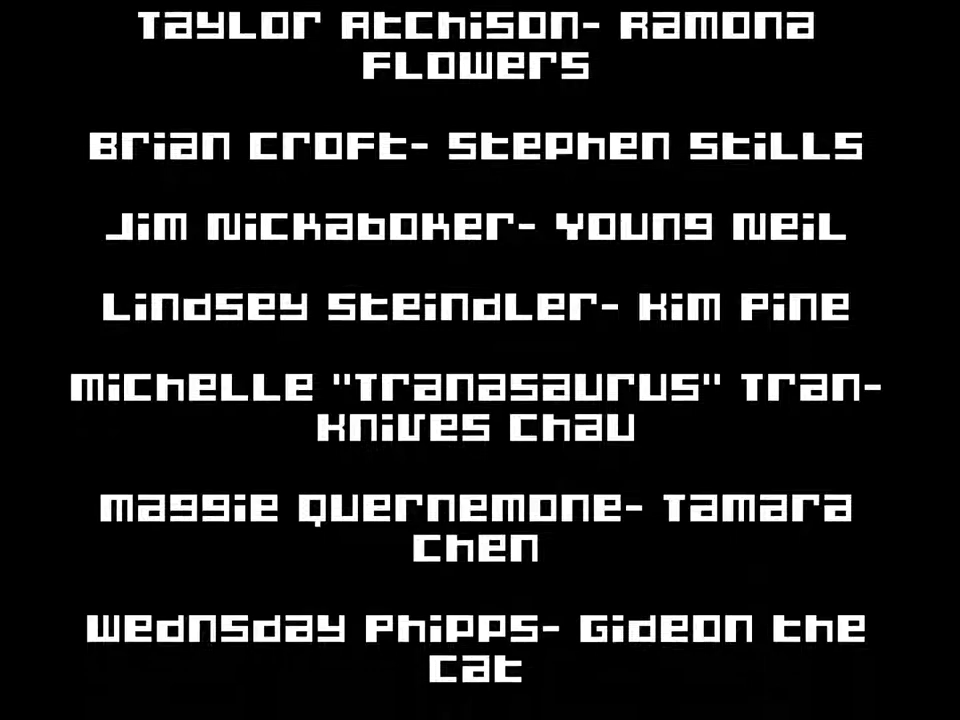 Taylor Atchison- Ramona
Flowers
Brian Croft- Stephen Stills
Jim Nickaboker- Young Neil
Lindsey Steindler- Kim Pine
Michelle "Tranasaurus" Tran-
Knives Chau
Maggie Quernemone- Tamara
Chen
Wednsday Phipps- Gideon the
Cat